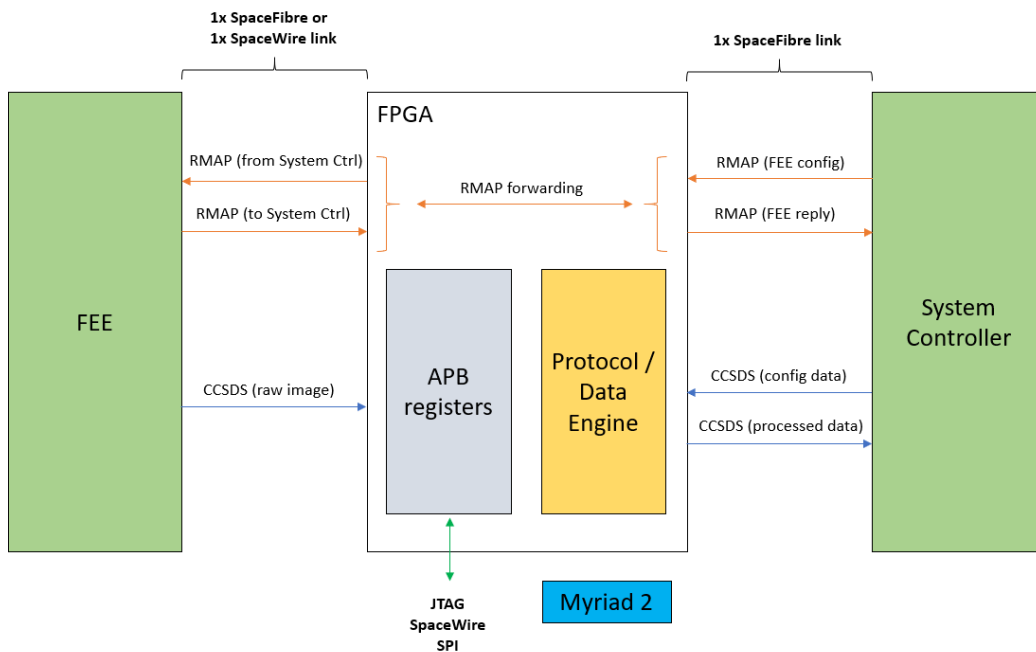 1x SpaceFibre or
1x SpaceWire link
1x SpaceFibre link
FPGA
RMAP (from System Ctrl)
RMAP (FEE config)
RMAP forwarding
RMAP (to System Ctrl)
RMAP (FEE reply)
FEE
System
Controller
APB
registers
Protocol /
Data
Engine
CCSDS (raw image)
CCSDS (config data)
CCSDS (processed data)
JTAG
SpaceWire
SPI
Myriad 2